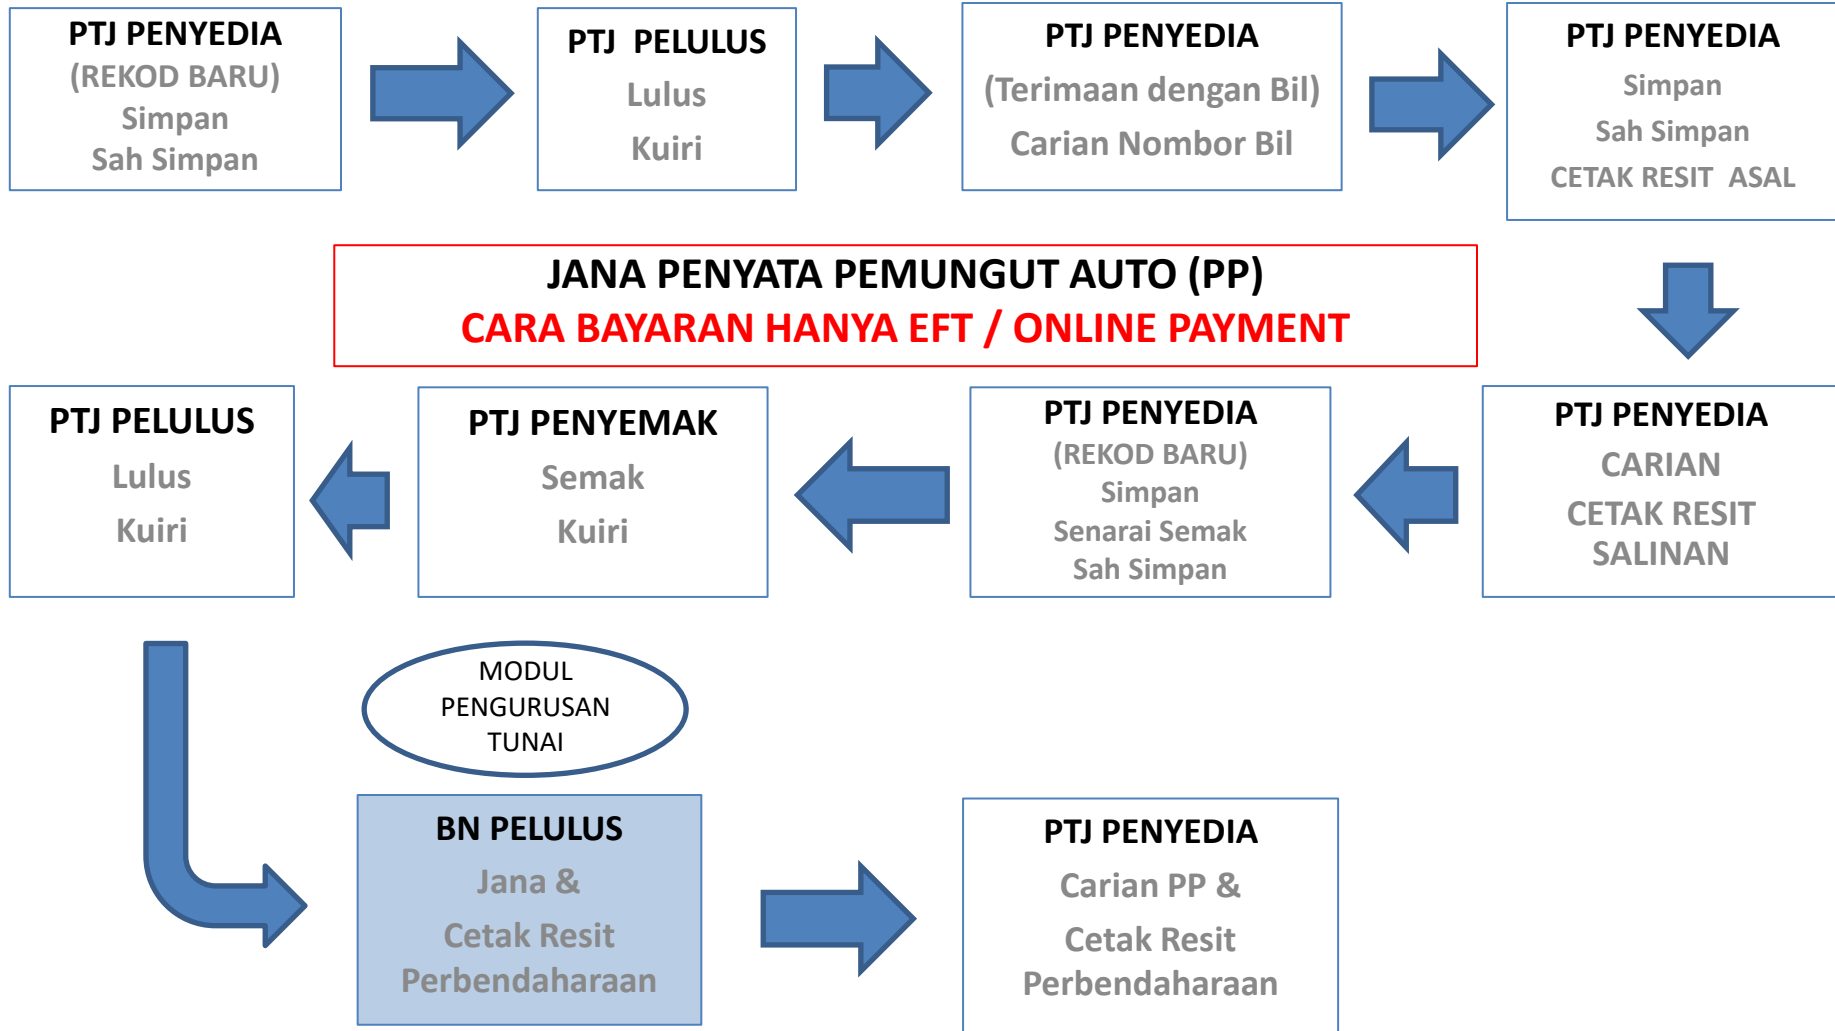 PTJ PENYEDIA
(REKOD BARU)
Simpan
Sah Simpan
PTJ PELULUS
Lulus
Kuiri
PTJ PENYEDIA
(Terimaan dengan Bil)
Carian Nombor Bil
PTJ PENYEDIA
Simpan
Sah Simpan
CETAK RESIT ASAL
JANA PENYATA PEMUNGUT AUTO (PP)
CARA BAYARAN HANYA EFT / ONLINE PAYMENT
PTJ PENYEDIA
CARIAN
CETAK RESIT
SALINAN
PTJ PENYEDIA
(REKOD BARU)
Simpan
Senarai Semak
Sah Simpan
PTJ PENYEMAK
Semak
Kuiri
PTJ PELULUS
Lulus
Kuiri
MODUL
PENGURUSAN
TUNAI
BN PELULUS
Jana &
Cetak Resit
Perbendaharaan
PTJ PENYEDIA
Carian PP &
Cetak Resit
Perbendaharaan